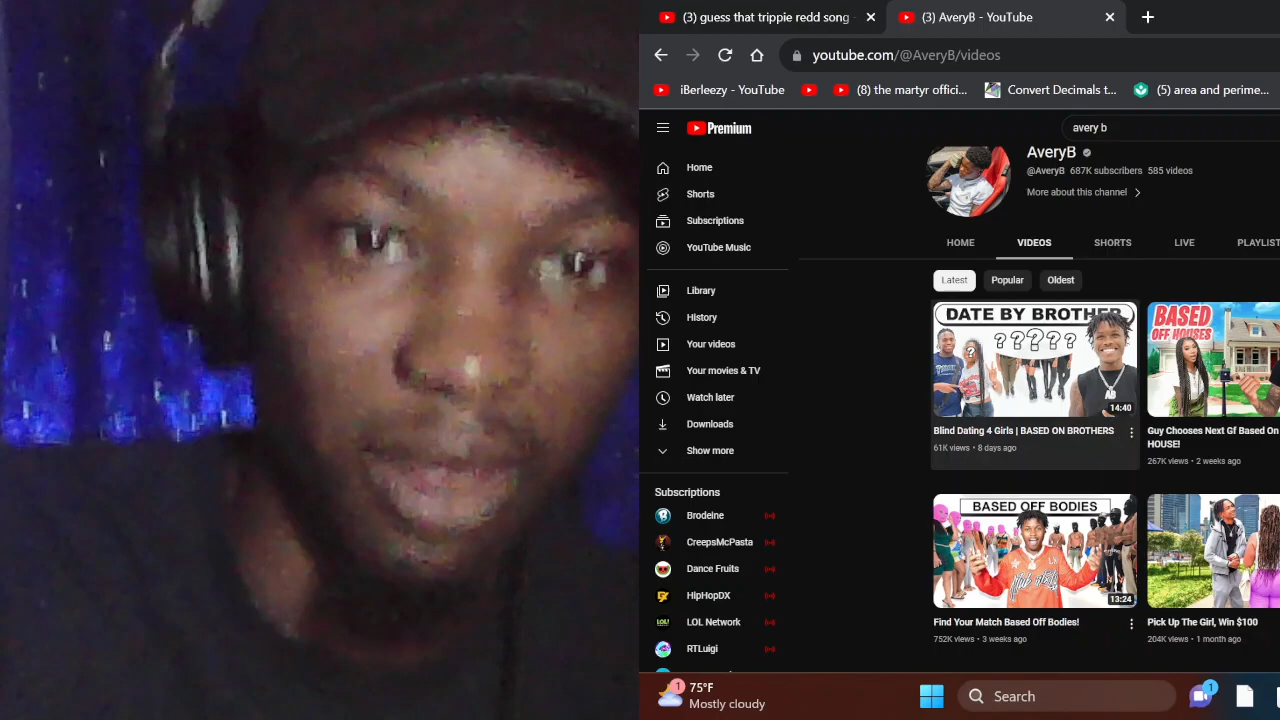 (3) guess that trippie redd song
(3) AveryB - YouTube
youtube.com/@AveryB/videos
iBerleezy - YouTube
(8) the martyr offici...
Convert Decimals t...
(5) area and perime...
Premium
avery b
Home
Shorts
Subscriptions
YouTube Music
Library
History
Your videos
Your movies & TV
Watch later
Downloads
Show more
Subscriptions
Brodeine
CreepsMcPasta
Dance Fruits
HipHopDX
LOL Network
RTLuigi
AveryB
@AveryB 687K subscribers 585 videos
More about this channel
HOME VIDEOS SHORTS LIVE PLAYLIST
Latest Popular Oldest
DATE BY BROTHER
? ? ? ? ?
14:40
Blind Dating 4 Girls | BASED ON BROTHERS
61K views • 8 days ago
BASED
OFF HOUSES
Guy Chooses Next Gf Based On
HOUSE!
267K views • 2 weeks ago
BASED OFF BODIES
13:24
Find Your Match Based Off Bodies!
752K views • 3 weeks ago
Pick Up The Girl, Win $100
204K views • 1 month ago
1
75°F
Mostly cloudy
Search
1